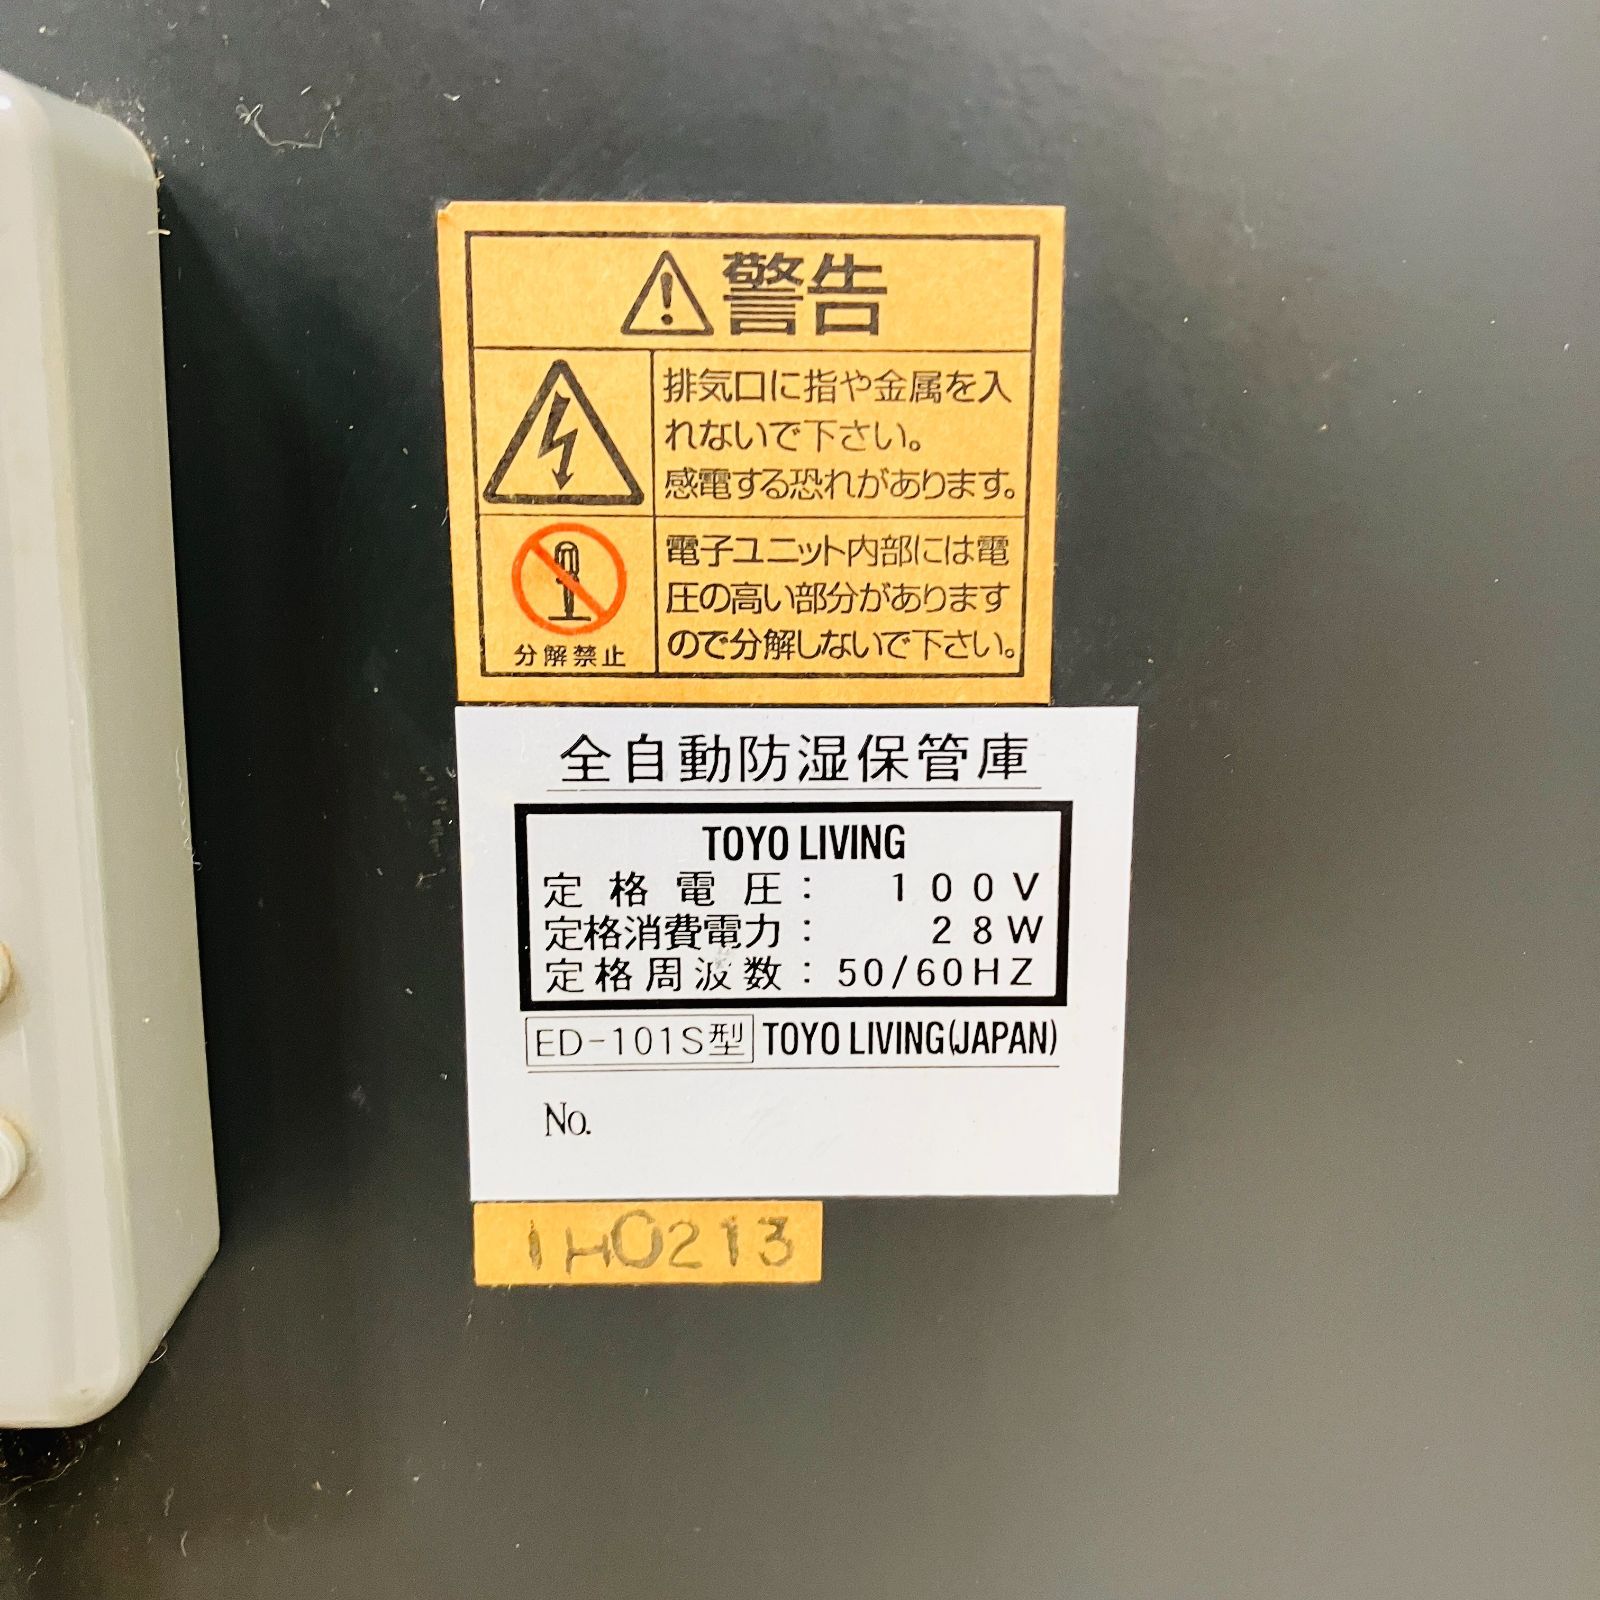 警告
排気口に指や金属を入
れないで下さい。
感電する恐れがあります。
分解禁止
電子ユニット内部には電
圧の高い部分があります
ので分解しないで下さい。
全自動防湿保管庫
TOYO LIVING
定格電圧： 100V
定格消費電力： 28W
定格周波数：50/60HZ
ED-101S型 TOYO LIVING(JAPAN)
No.
1H0213